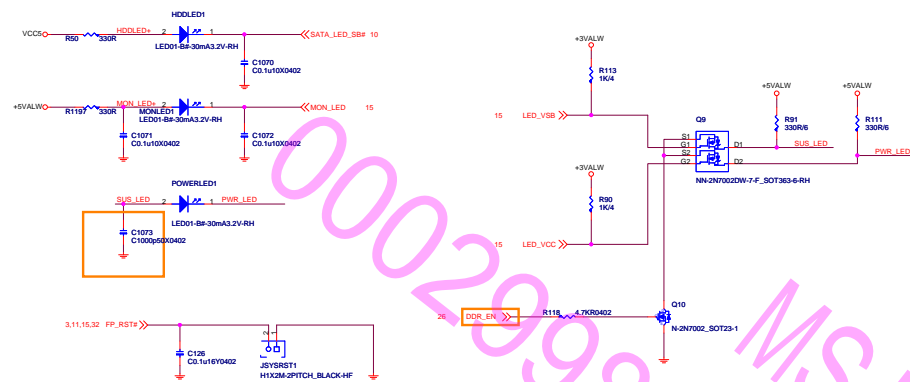 HDDLED1
VCC5
R50
330R
HDDLED+
2
1
SATA_LED_SB# 10
LED01-B#-30mA3.2V-RH
C1070
C0.1u10X0402
+5VALW
R1197
330R
MON_LED+
2
1
MON_LED
15
MONLED1
LED01-B#-30mA3.2V-RH
C1071
C0.1u10X0402
C1072
C0.1u10X0402
POWERLED1
SUS_LED
2
1
PWR_LED
LED01-B#-30mA3.2V-RH
C1073
C1000p50X0402
3,11,15,32 FP_RST#
C126
C0.1u16Y0402
2
1
JSYSRST1
H1X2M-2PITCH_BLACK-HF
+3VALW
R113
1K/4
15
LED_VSB
Q9
S1
G1
S2
G2
D1
D2
NN-2N7002DW-7-F_SOT363-6-RH
+5VALW
R91
330R/6
SUS_LED
+5VALW
R111
330R/6
PWR_LED
+3VALW
R90
1K/4
15
LED_VCC
26
DDR_EN
R118
4.7KR0402
Q10
N-2N7002_SOT23-1
0002998
MS